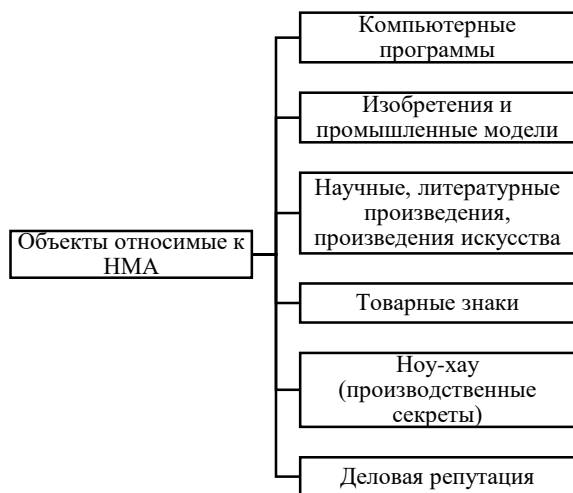 Объекты относимые к
НМА
Компьютерные
программы
Изобретения и
промышленные модели
Научные, литературные
произведения,
произведения искусства
Товарные знаки
Ноу-хау
(производственные
секреты)
Деловая репутация